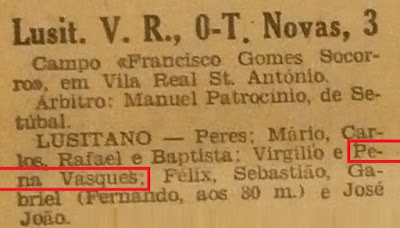 Lusit. V. R., 0-T. Novas, 3
Campo «Francisco Gomes Socor-
ro», em Vila Real St. António.
Árbitro: Manuel Patrocínio, de Se-
túbal.
LUSITANO — Peres; Mário, Car-
los, Rafael e Baptista; Virgílio e Pe-
na Vasques; Félix, Sebastião, Ga-
briel (Fernando, aos 30 m.) e José
João.